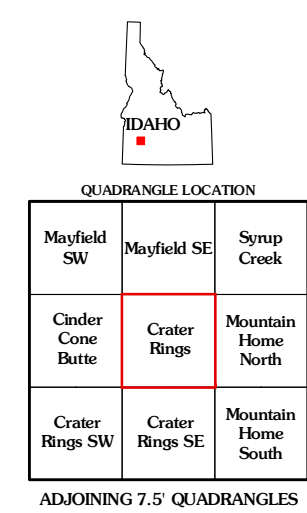 IDAHO
QUADRANGLE LOCATION
Mayfield
SW
Mayfield SE
Syrup
Creek
Cinder
Cone
Butte
Crater
Rings
Mountain
Home
North
Crater
Rings SW
Crater
Rings SE
Mountain
Home
South
ADJOINING 7.5' QUADRANGLES